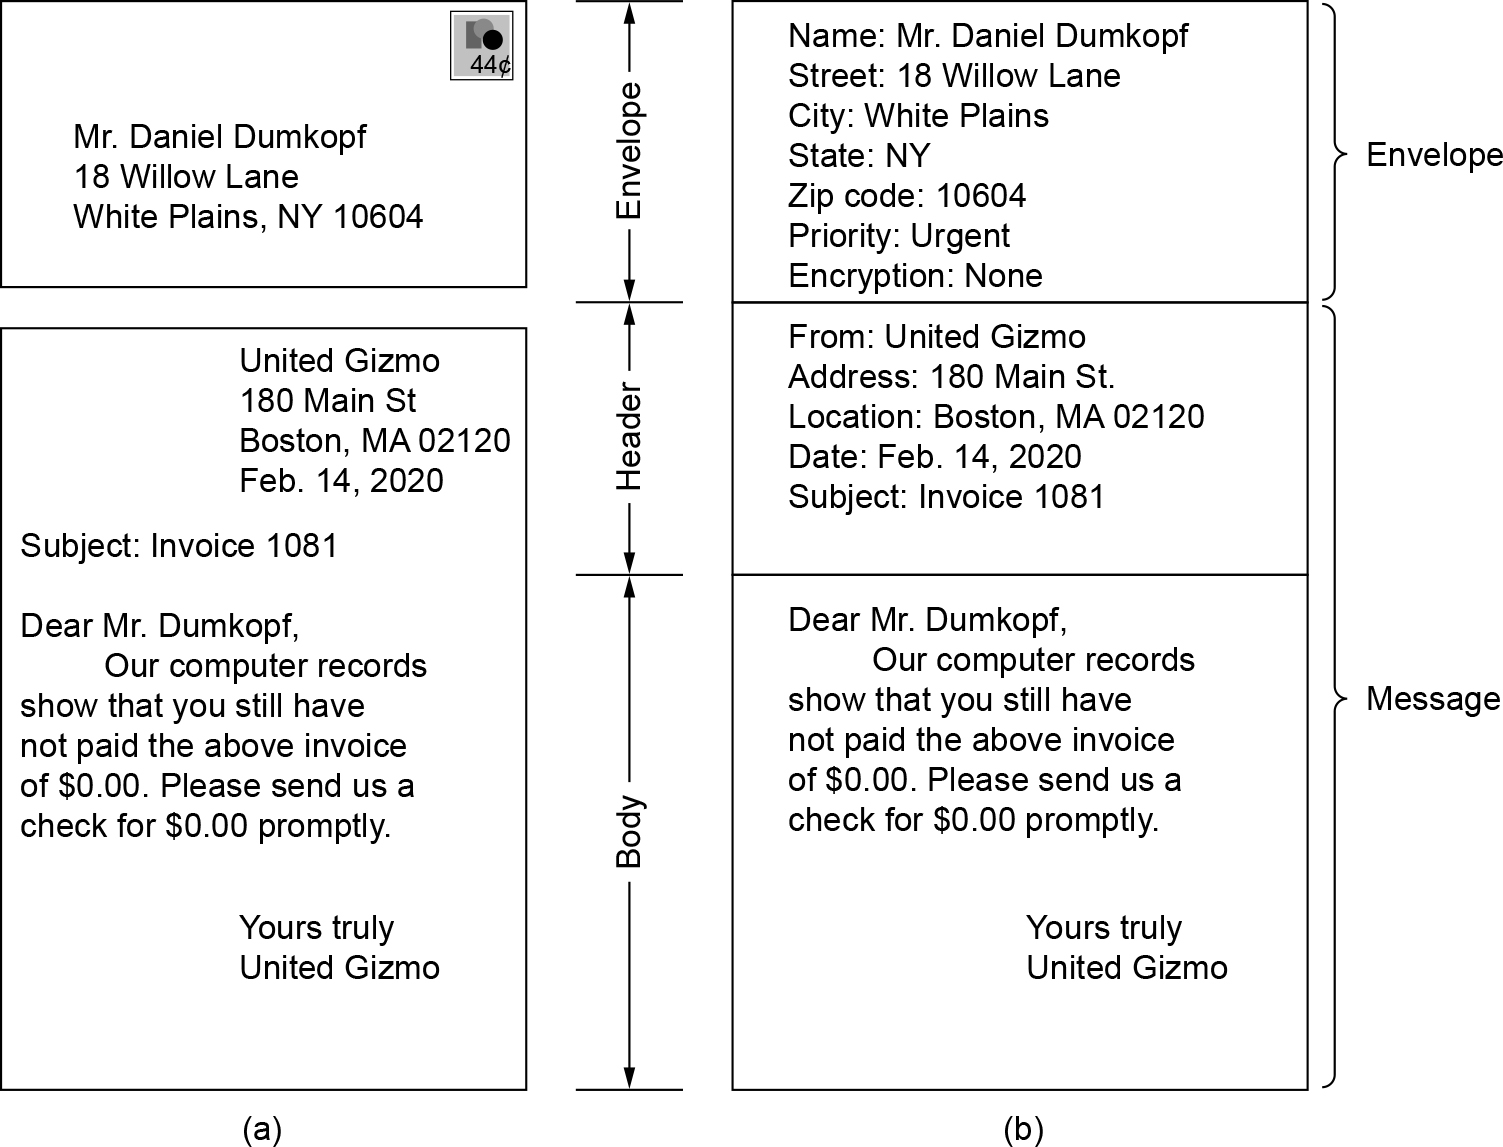 44¢
Mr. Daniel Dumkopf
18 Willow Lane
White Plains, NY 10604
United Gizmo
180 Main St
Boston, MA 02120
Feb. 14, 2020
Subject: Invoice 1081
Dear Mr. Dumkopf,
Our computer records
show that you still have
not paid the above invoice
of $0.00. Please send us a
check for $0.00 promptly.
Yours truly
United Gizmo
(a)
Envelope
Header
Body
Name: Mr. Daniel Dumkopf
Street: 18 Willow Lane
City: White Plains
State: NY
Zip code: 10604
Priority: Urgent
Encryption: None
From: United Gizmo
Address: 180 Main St.
Location: Boston, MA 02120
Date: Feb. 14, 2020
Subject: Invoice 1081
Dear Mr. Dumkopf,
Our computer records
show that you still have
not paid the above invoice
of $0.00. Please send us a
check for $0.00 promptly.
Yours truly
United Gizmo
(b)
Envelope
Message